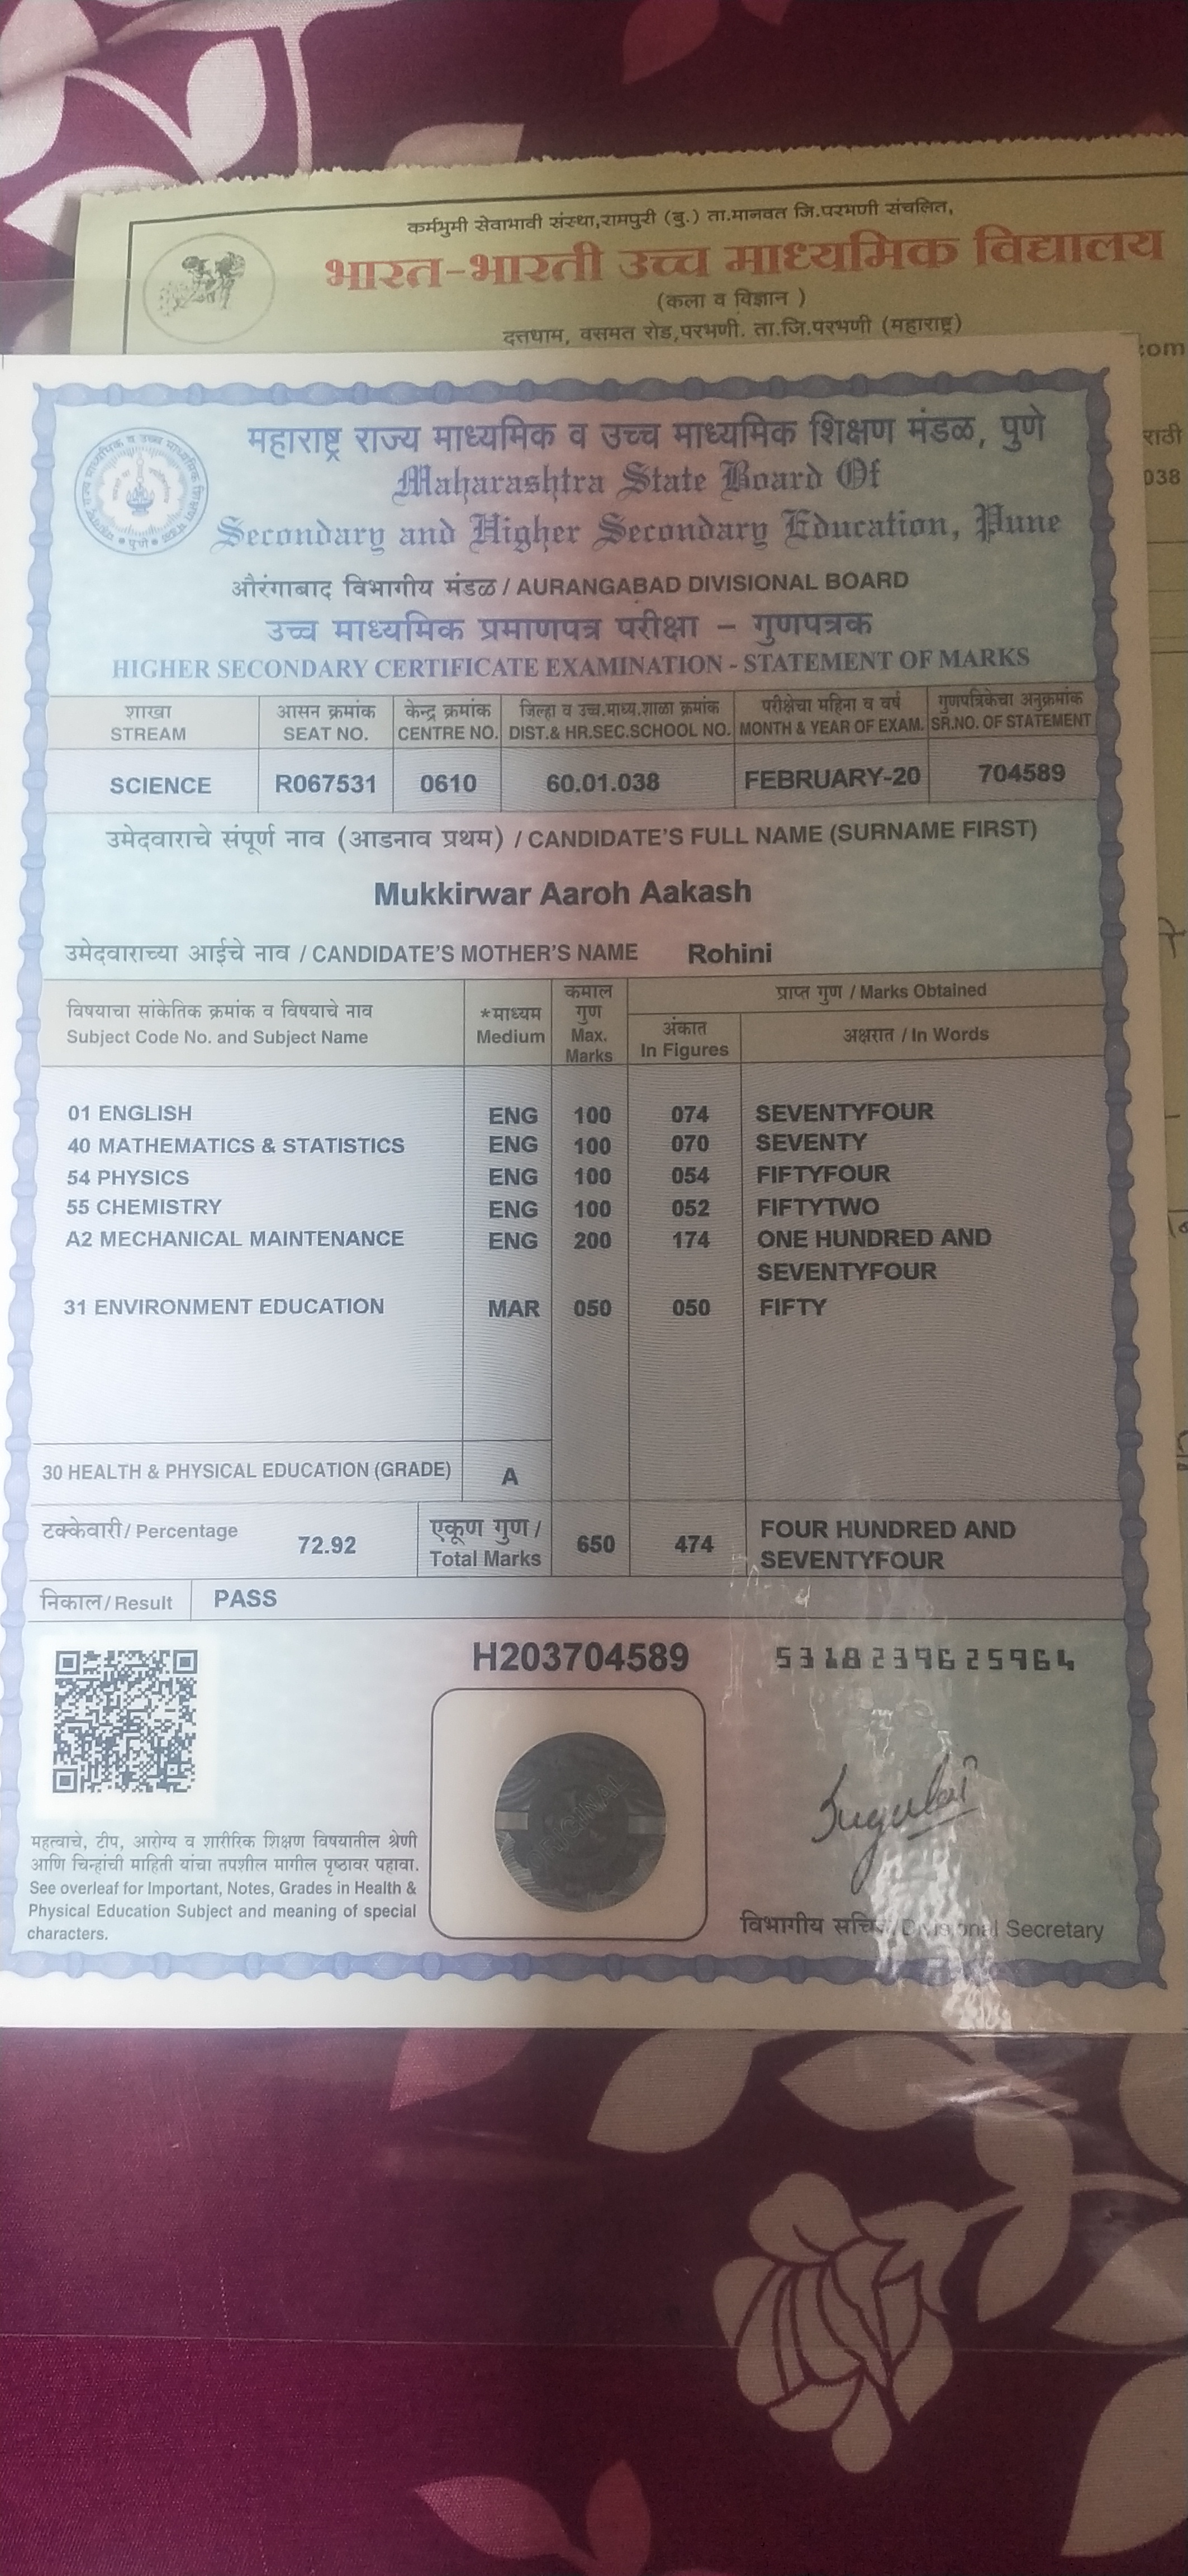 कर्मभुमी सेवाभावी संस्था,रामपुरी (बु.) ता.मानवत जि.परभणी संचलित,
भारत-भारती उच्च माध्यमिक विद्यालय
(कला व विज्ञान )
दत्तधाम, वसमत रोड,परभणी. ता.जि.परभणी (महाराष्ट्र)
com
राठी
038
महाराष्ट्र राज्य माध्यमिक व उच्च माध्यमिक शिक्षण मंडळ, पुणे
Maharashtra State Board Of
Secondary and Higher Secondary Education, Pune
औरंगाबाद विभागीय मंडळ / AURANGABAD DIVISIONAL BOARD
उच्च माध्यमिक प्रमाणपत्र परीक्षा – गुणपत्रक
HIGHER SECONDARY CERTIFICATE EXAMINATION - STATEMENT OF MARKS
शाखा आसन क्रमांक केन्द्र क्रमांक जिल्हा व उच्च.माध्य.शाळा क्रमांक परीक्षेचा महिना व वर्ष गुणपत्रिकेचा अनुक्रमांक
STREAM SEAT NO. CENTRE NO. DIST.& HR.SEC.SCHOOL NO. MONTH & YEAR OF EXAM. SR.NO. OF STATEMENT
SCIENCE R067531 0610 60.01.038 FEBRUARY-20 704589
उमेदवाराचे संपूर्ण नाव (आडनाव प्रथम) / CANDIDATE'S FULL NAME (SURNAME FIRST)
Mukkirwar Aaroh Aakash
उमेदवाराच्या आईचे नाव / CANDIDATE'S MOTHER'S NAME Rohini
विषयाचा सांकेतिक क्रमांक व विषयाचे नाव
Subject Code No. and Subject Name
*माध्यम
Medium
कमाल
गुण
Max.
Marks
प्राप्त गुण / Marks Obtained
अंकात
In Figures
अक्षरात / In Words
01 ENGLISH ENG 100 074 SEVENTYFOUR
40 MATHEMATICS & STATISTICS ENG 100 070 SEVENTY
54 PHYSICS ENG 100 054 FIFTYFOUR
55 CHEMISTRY ENG 100 052 FIFTYTWO
A2 MECHANICAL MAINTENANCE ENG 200 174 ONE HUNDRED AND
SEVENTYFOUR
31 ENVIRONMENT EDUCATION MAR 050 050 FIFTY
30 HEALTH & PHYSICAL EDUCATION (GRADE) A
टक्केवारी/ Percentage 72.92
एकूण गुण /
Total Marks
650 474
FOUR HUNDRED AND
SEVENTYFOUR
निकाल/ Result PASS
H203704589 5318239625964
ORIGINAL
महत्वाचे, टीप, आरोग्य व शारीरिक शिक्षण विषयातील श्रेणी
आणि चिन्हांची माहिती यांचा तपशील मागील पृष्ठावर पहावा.
See overleaf for Important, Notes, Grades in Health &
Physical Education Subject and meaning of special
characters.
विभागीय सचिव / Divisional Secretary